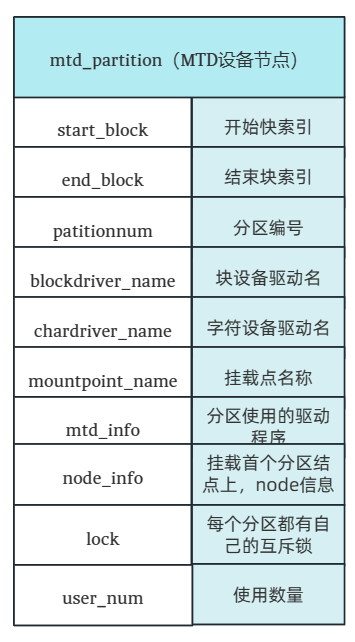 mtd_partition（MTD设备节点）
start_block
开始快索引
end_block
结束块索引
patitionnum
分区编号
blockdriver_name
块设备驱动名
chardriver_name
字符设备驱动名
mountpoint_name
挂载点名称
mtd_info
分区使用的驱动
程序
node_info
挂载首个分区结
点上，node信息
lock
每个分区都有自
己的互斥锁
user_num
使用数量